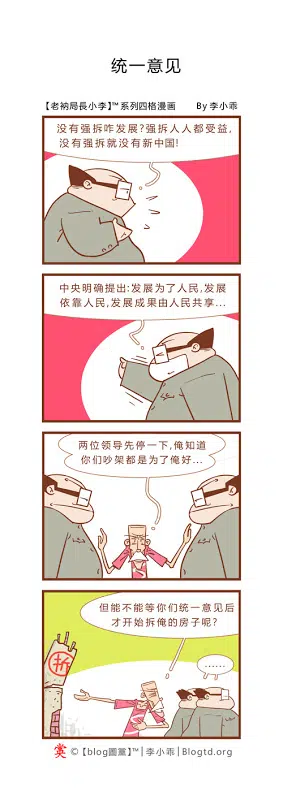 统一意见
【老衲局長小李】™系列四格漫画 By 李小乖
没有强拆咋发展?强拆人人都受益,
没有强拆就没有新中国!
中央明确提出:发展为了人民,发展
依靠人民,发展成果由人民共享...
两位领导先停一下,俺知道
你们吵架都是为了俺好...
但能不能等你们统一意见后
才开始拆俺的房子呢?
......
拆
©【blog圖黨】™|李小乖|Blogtd.org